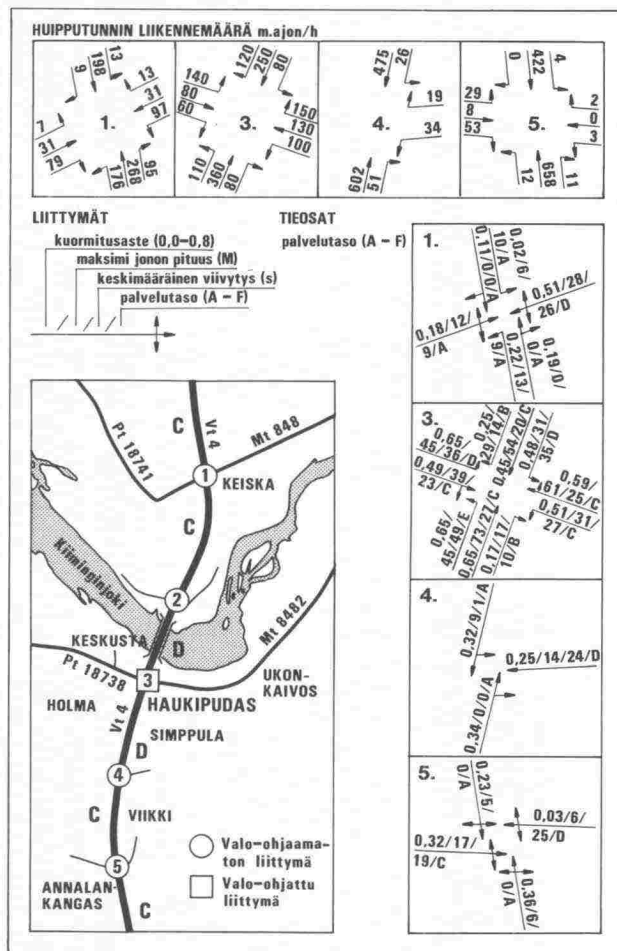 HUIPPUTUNNIN LIIKENNEMÄÄRÄ m.ajon/h
9
198
13
13
31
97
7
31
79
1.
176
268
95
140
80
60
120
250
80
3.
150
130
100
110
360
80
475
26
19
4.
34
602
51
0
422
4
29
8
53
5.
2
0
3
12
658
11
LIITTYMÄT
kuormitusaste (0,0-0,8)
maksimi jonon pituus (M)
keskimääräinen viivytys (s)
palvelutaso (A - F)
TIEOSAT
palvelutaso (A - F)
1.
0,11/0/0/A
10/A
0,02/6/
0,51/28/
26/D
0,18/12/
9/A
9/A
0,22/13/
0/A
0,19/0/
3.
0,65/
45/36/D
0,25/
29/14/B
0,45/54/20/C
0,48/31/
35/D
0,49/39/
23/C
0,59/
61/25/C
0,51/31/
27/C
0,65/
45/49/E
0,65/73/27/C
0,17/17/
10/B
4.
0,32/9/1/A
0,25/14/24/D
0,34/0/0/A
5.
0/A
0,23/5/
0,03/6/
25/D
0,32/17/
19/C
0/A
0,36/6/
Pt 18741
C
Vt 4
Mt 848
1
KEISKA
C
Kiiminginjoki
2
D
Mt 8482
KESKUSTA
Pt 18738
3
UKON-
KAIVOS
HOLMA
HAUKIPUDAS
Vt 4
SIMPPULA
D
4
C
VIIKKI
5
ANNALAN-
KANGAS
C
Valo-ohjaama-
ton liittymä
Valo-ohjattu
liittymä